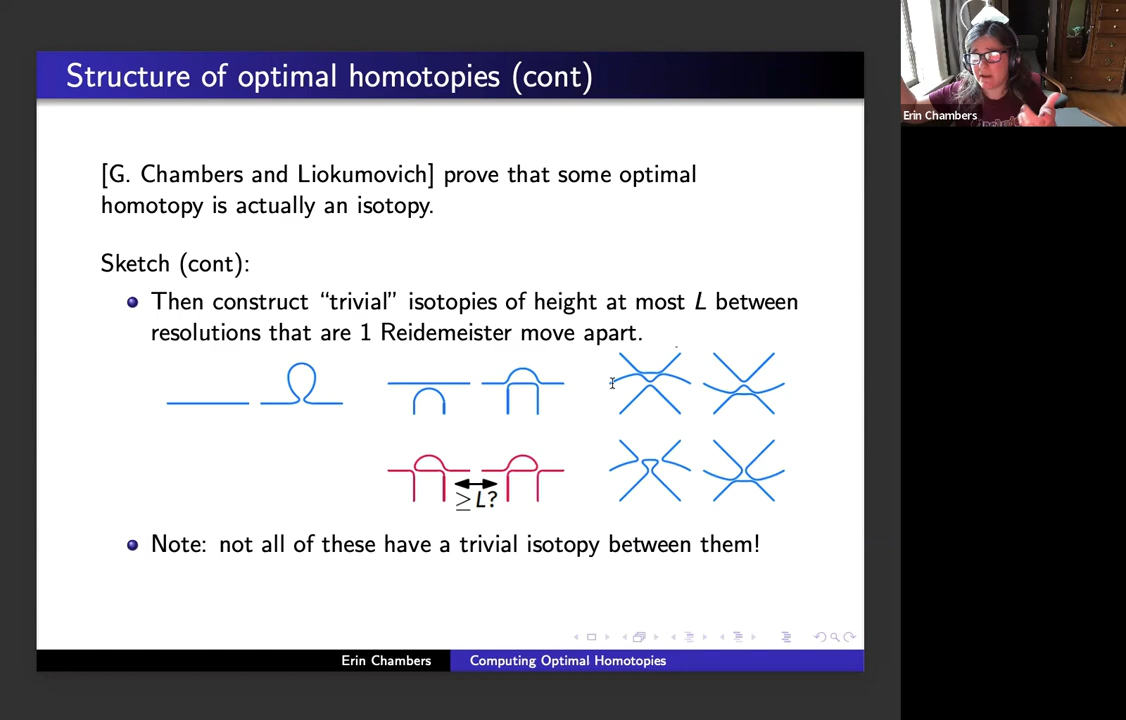 Structure of optimal homotopies (cont)
Erin Chambers
[G. Chambers and Liokumovich] prove that some optimal
homotopy is actually an isotopy.
Sketch (cont):
Then construct “trivial” isotopies of height at most L between
resolutions that are 1 Reidemeister move apart.
≥ L?
Note: not all of these have a trivial isotopy between them!
Erin Chambers
Computing Optimal Homotopies